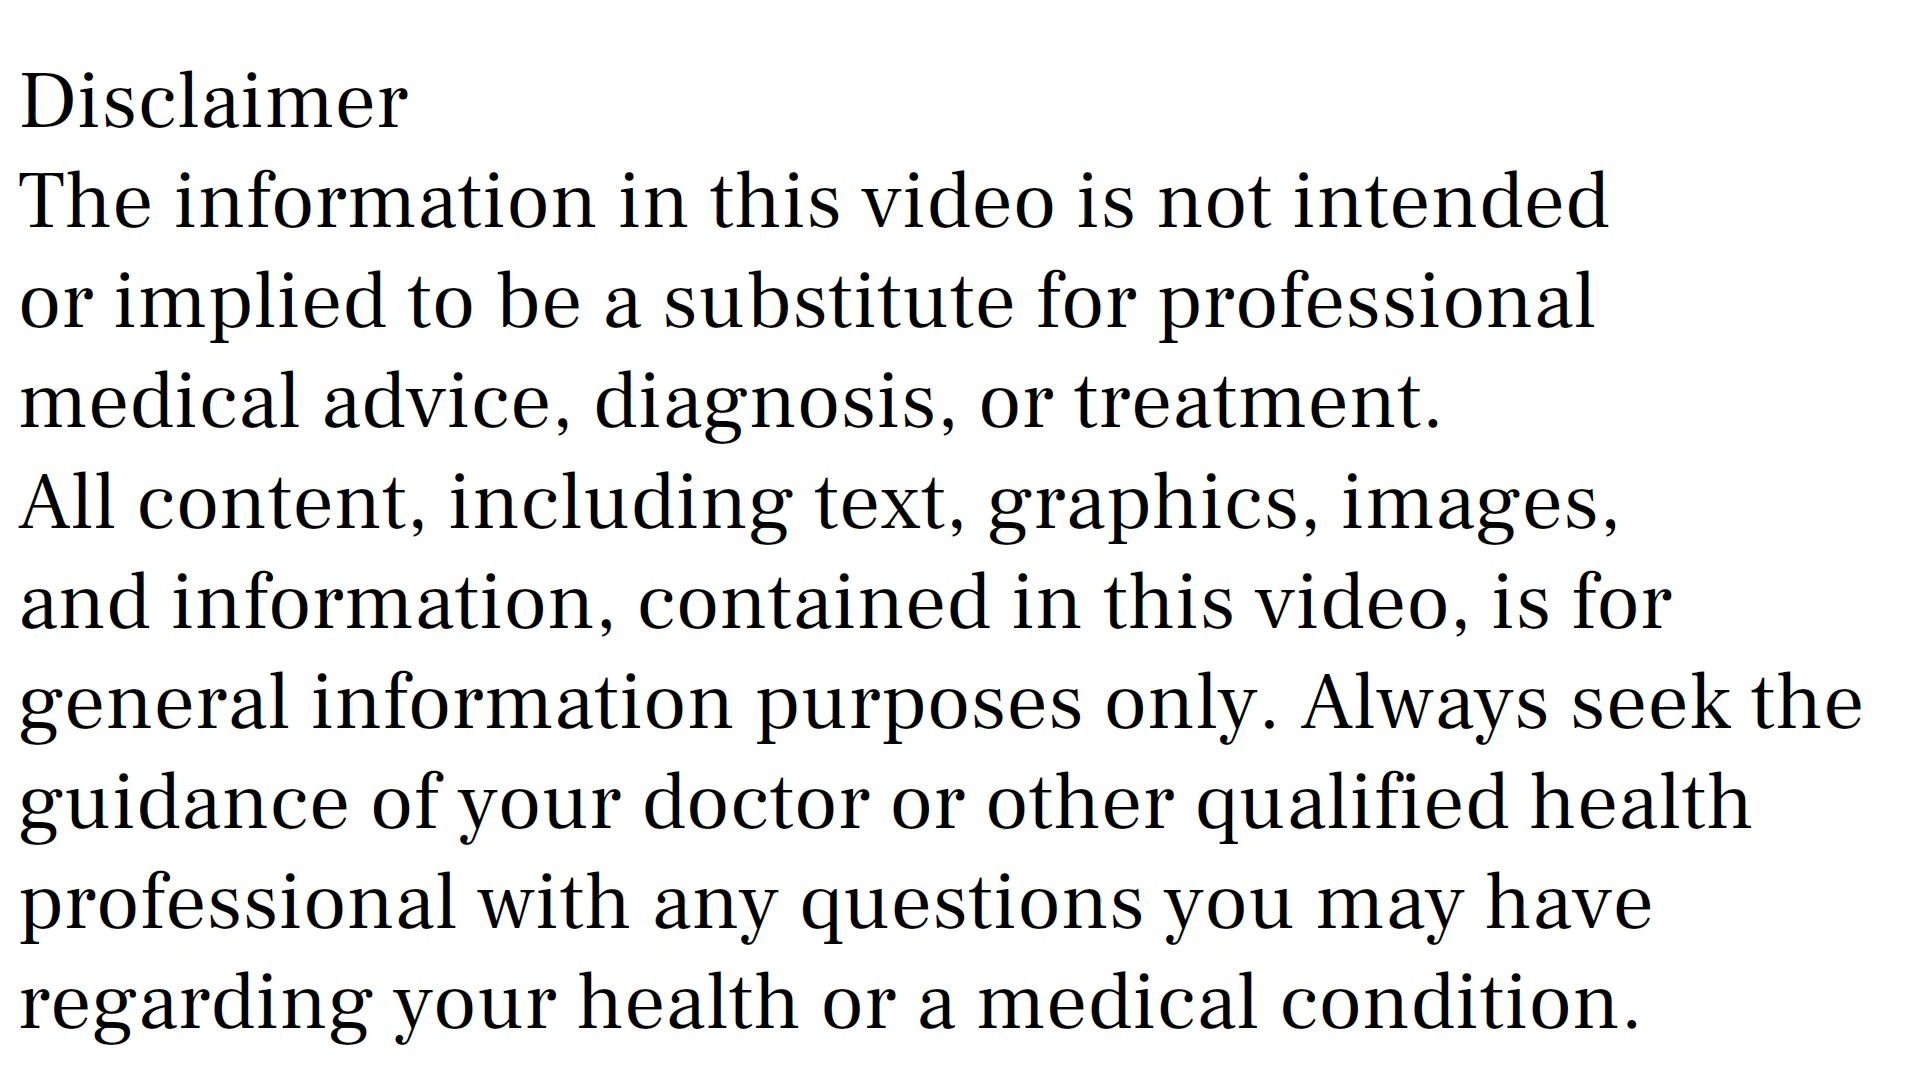 Disclaimer
The information in this video is not intended
or implied to be a substitute for professional
medical advice, diagnosis, or treatment.
All content, including text, graphics, images,
and information, contained in this video, is for
general information purposes only. Always seek the
guidance of your doctor or other qualified health
professional with any questions you may have
regarding your health or a medical condition.